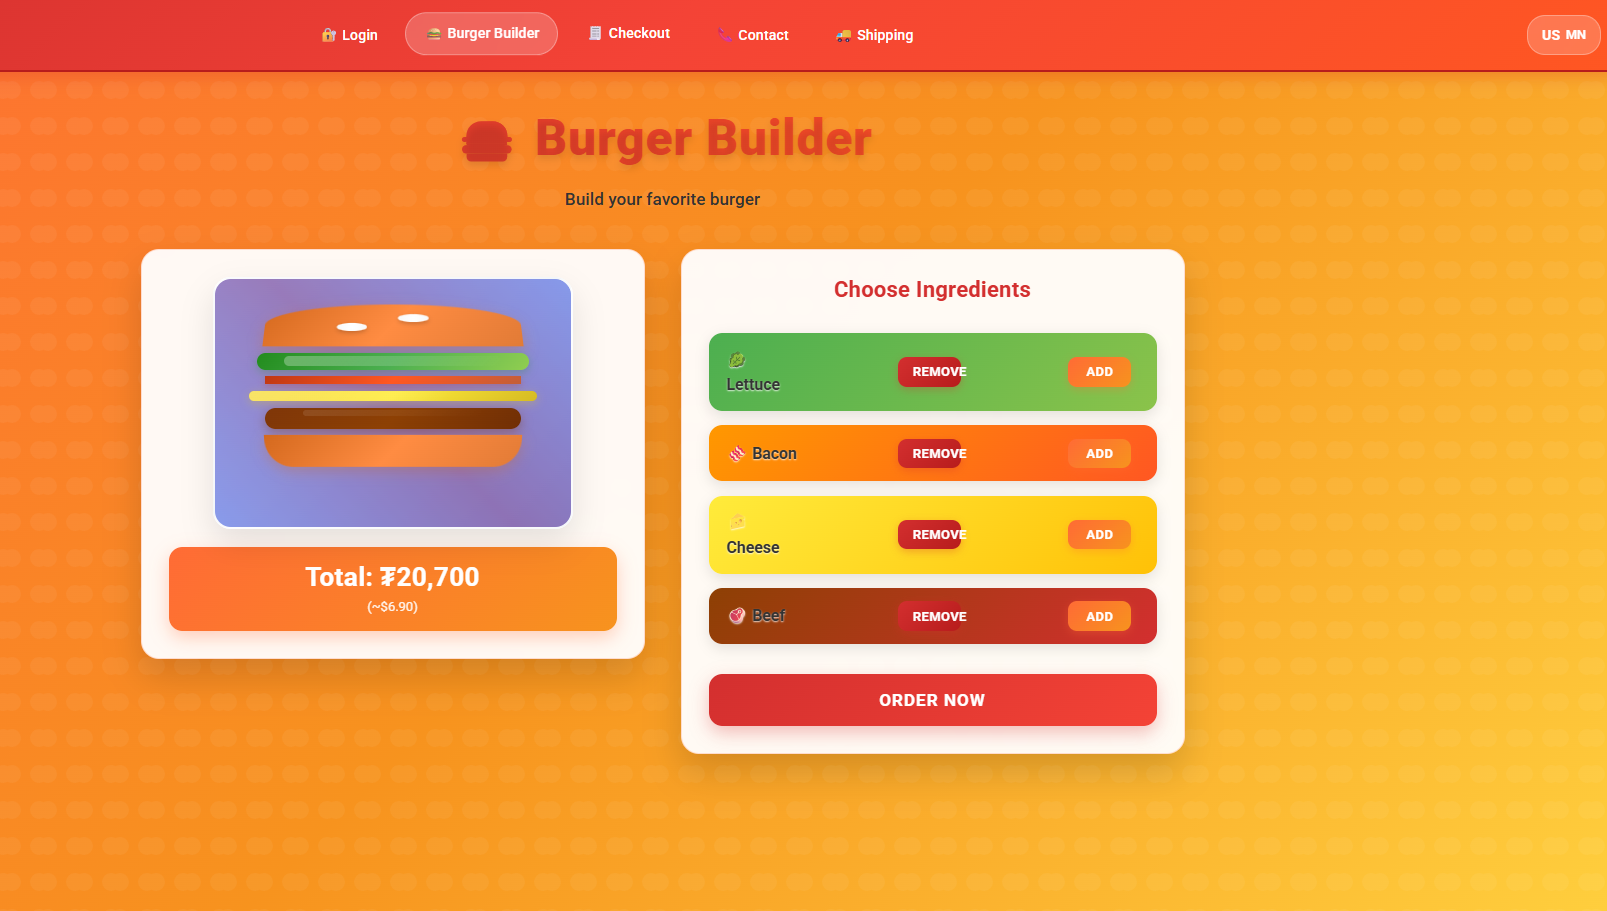 Login
Burger Builder
Checkout
Contact
Shipping
US MN
Burger Builder
Build your favorite burger
Total: ₮20,700
(~$6.90)
Choose Ingredients
Lettuce
REMOVE
ADD
Bacon
REMOVE
ADD
Cheese
REMOVE
ADD
Beef
REMOVE
ADD
ORDER NOW